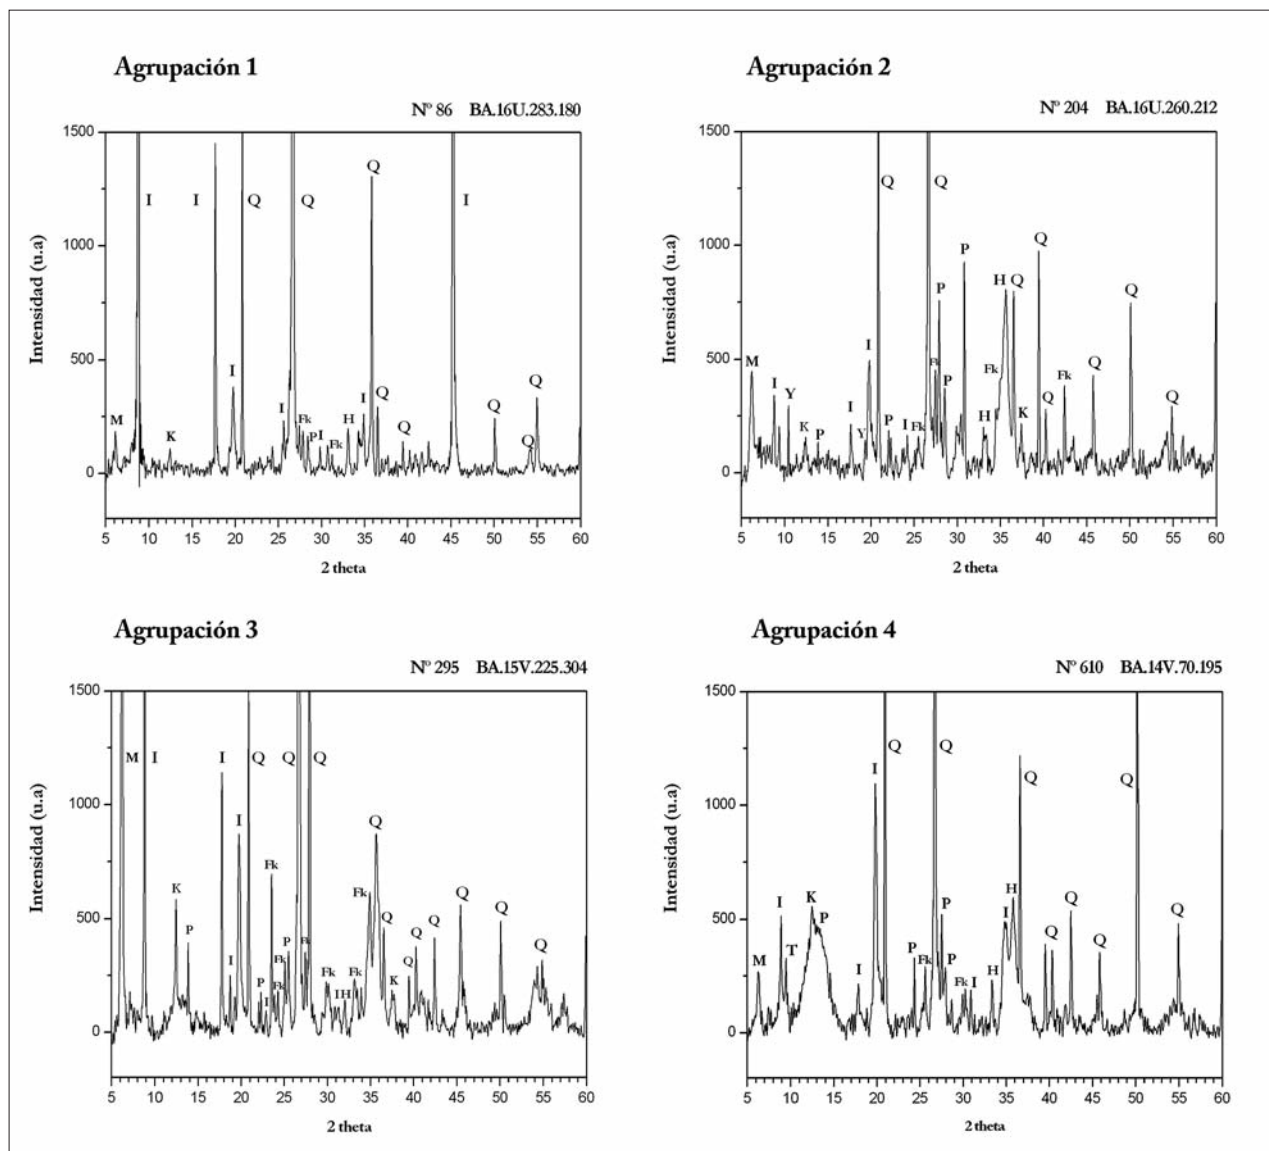 Agrupación 1
Nº 86 BA.16U.283.180
1500
1000
500
0
Intensidad (u.a)
M I K I I Q I Q Fk P I Fk H I Q Q Q I Q Q Q
5 10 15 20 25 30 35 40 45 50 55 60
2 theta
Agrupación 2
Nº 204 BA.16U.260.212
1500
1000
500
0
Intensidad (u.a)
M I Y K P I Y I Q P I Fk Q Fk P P P H Fk H Q K Q Q Fk Q Q Q
5 10 15 20 25 30 35 40 45 50 55 60
2 theta
Agrupación 3
Nº 295 BA.15V.225.304
1500
1000
500
0
Intensidad (u.a)
M I K P I I I Q P I Fk Fk Fk P Q Fk Q Fk I H Fk Fk Q Q K Q Q Q Q Q Q
5 10 15 20 25 30 35 40 45 50 55 60
2 theta
Agrupación 4
Nº 610 BA.14V.70.195
1500
1000
500
0
Intensidad (u.a)
M I T K P I I Q P Fk Q P P Fk I H I H Q Q Q Q Q Q
5 10 15 20 25 30 35 40 45 50 55 60
2 theta